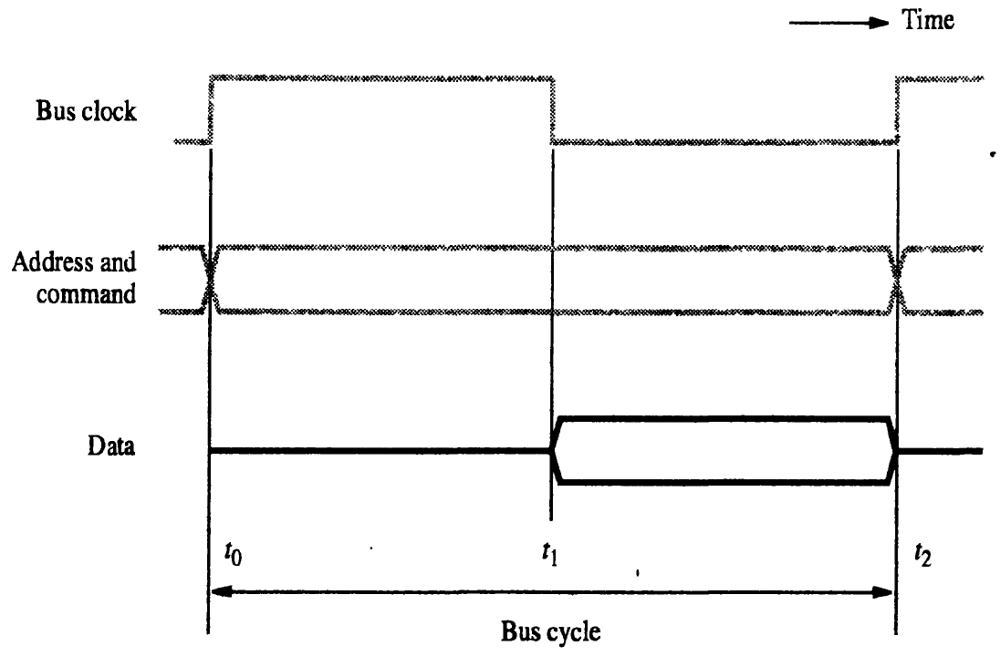 Time
Bus clock
Address and
command
Data
t0
t1
t2
Bus cycle